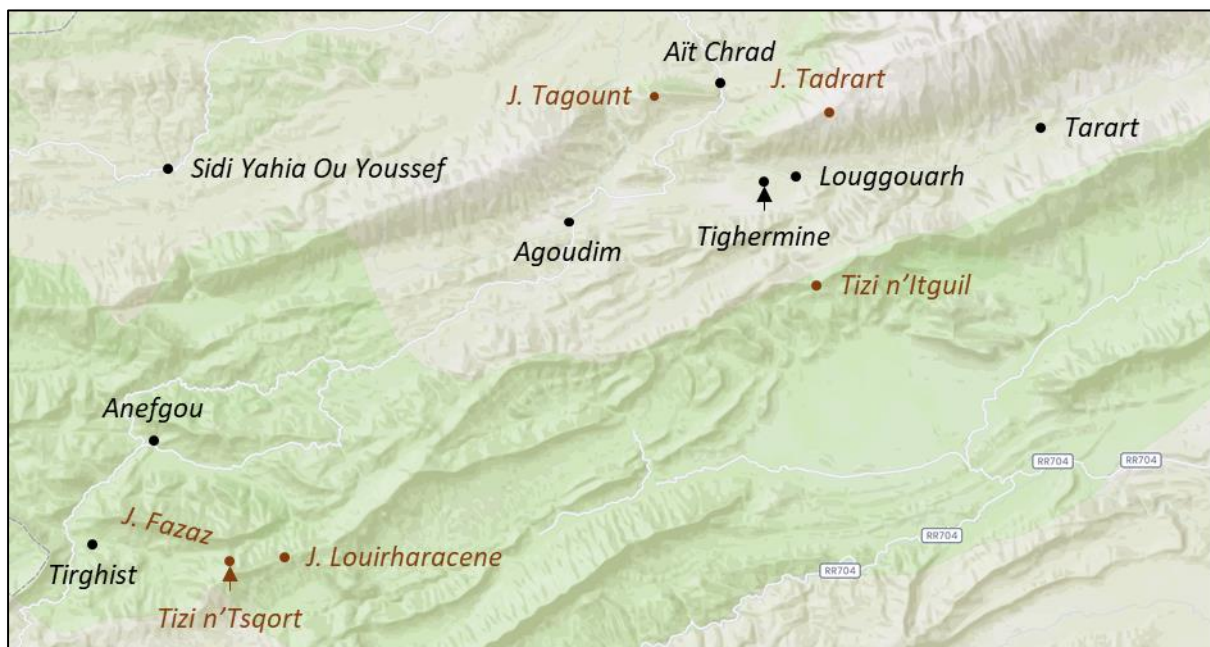 Aït Chrad
J. Tagount
J. Tadrart
Tarart
Sidi Yahia Ou Youssef
Louggouarh
Tighermine
Agoudim
Tizi n’Itguil
Anefgou
RR704
RR704
RR704
RR704
J. Fazaz
Tirghist
J. Louirharacene
Tizi n’Tsqort